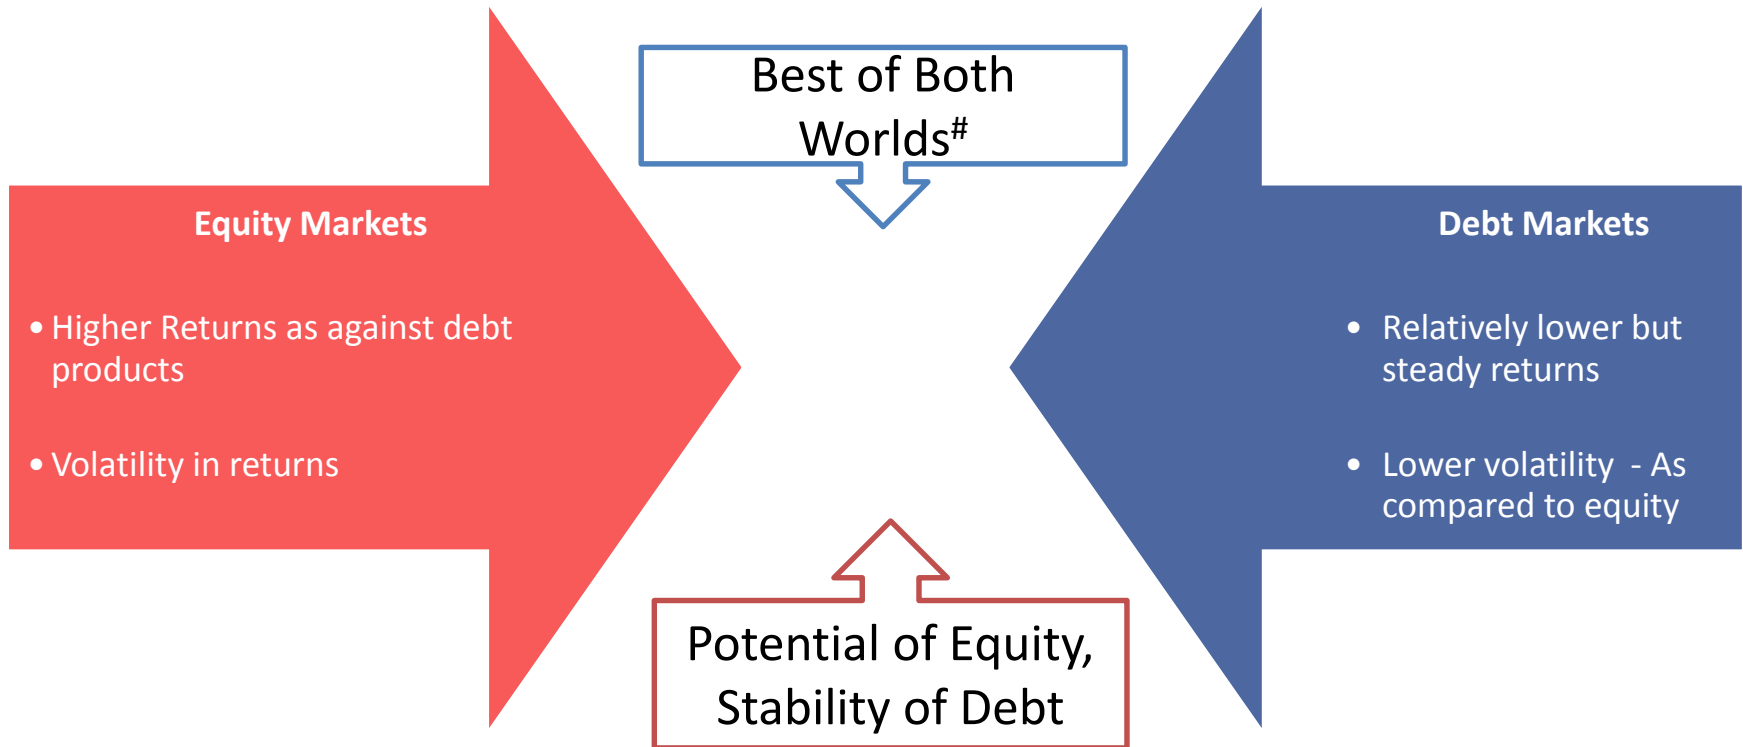 Best of Both
Worlds#
Equity Markets
• Higher Returns as against debt
products
• Volatility in returns
Debt Markets
• Relatively lower but
steady returns
• Lower volatility - As
compared to equity
Potential of Equity,
Stability of Debt